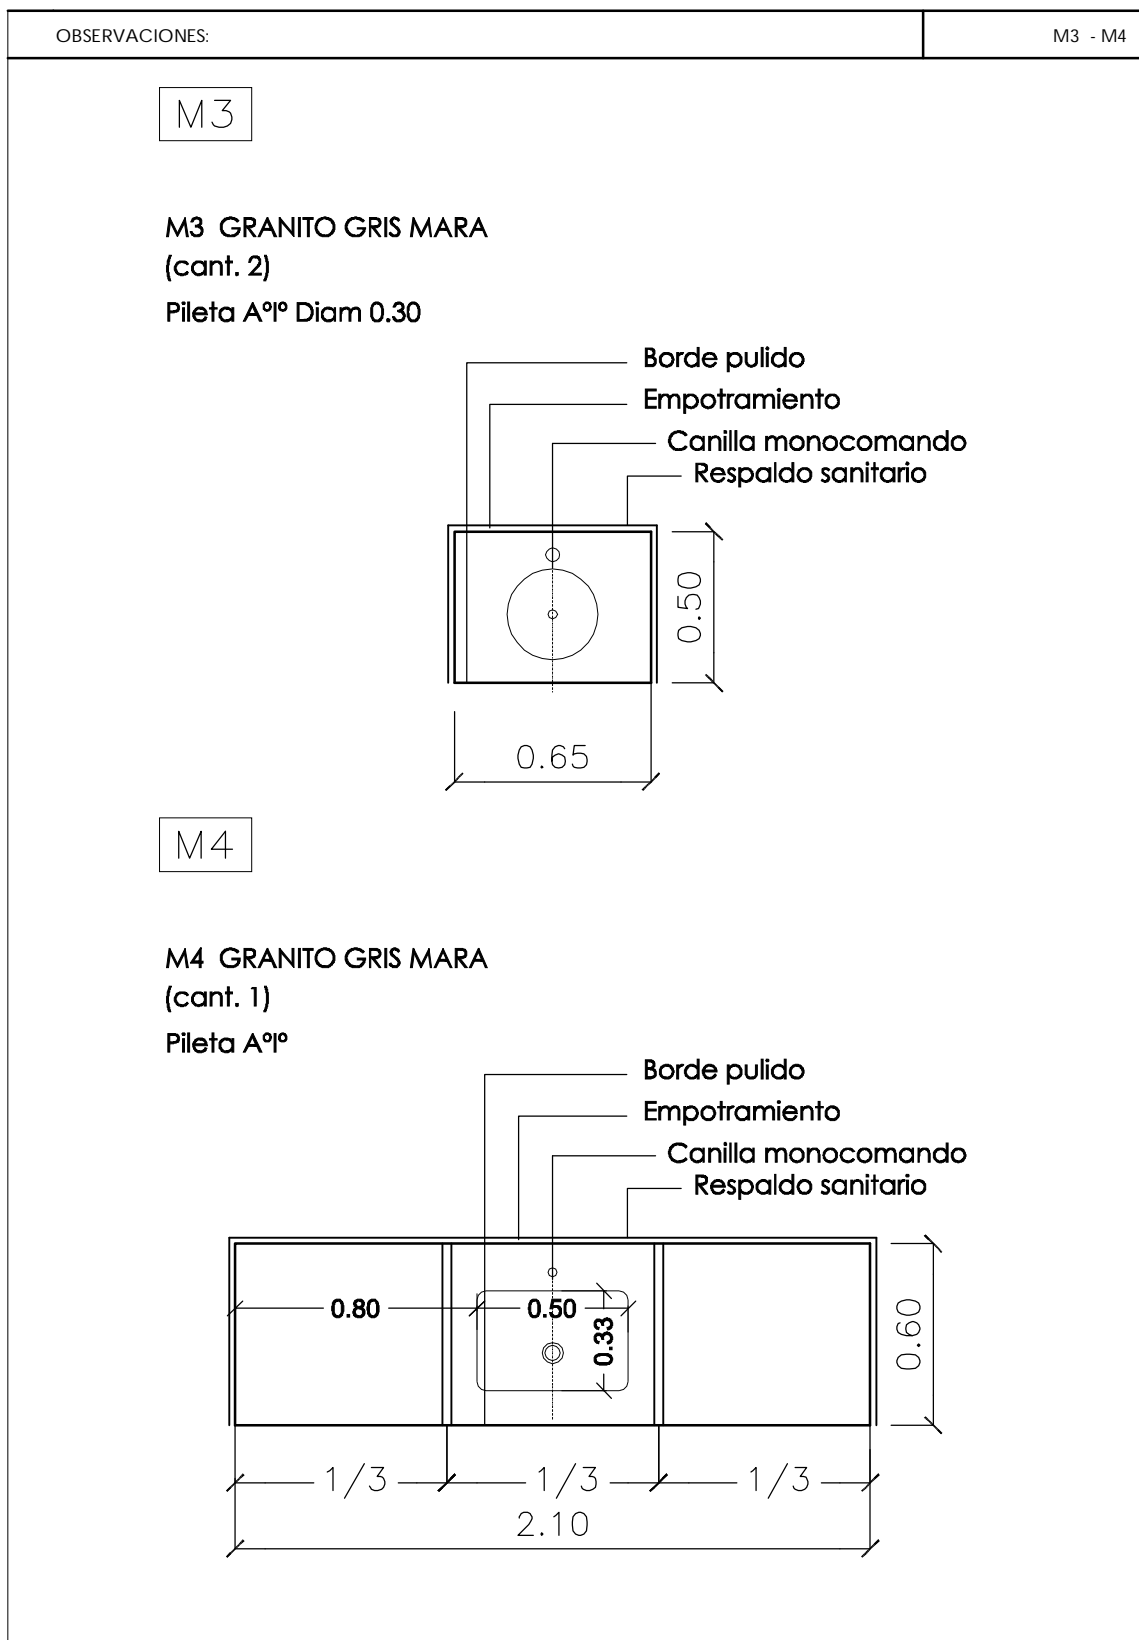 OBSERVACIONES:
M3 - M4
M3
M3 GRANITO GRIS MARA
(cant. 2)
Pileta AºIº Diam 0.30
Borde pulido
Empotramiento
Canilla monocomando
Respaldo sanitario
0.50
0.65
M4
M4 GRANITO GRIS MARA
(cant. 1)
Pileta AºIº
Borde pulido
Empotramiento
Canilla monocomando
Respaldo sanitario
0.80
0.50
0.33
0.60
1/3
1/3
1/3
2.10